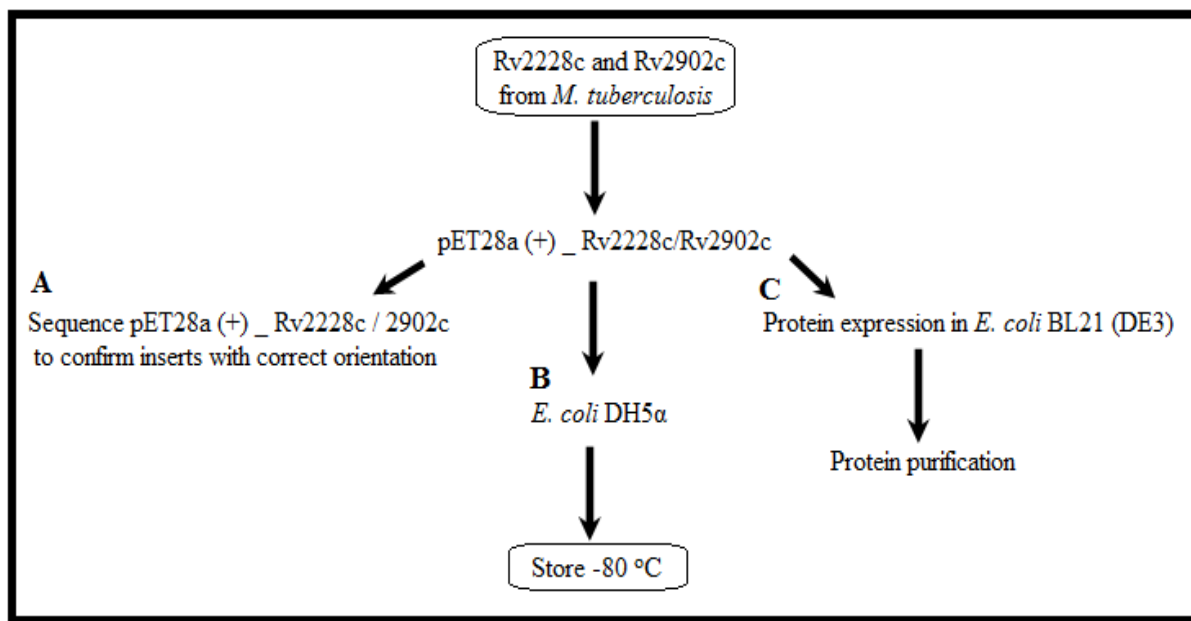 Rv2228c and Rv2902c
from M. tuberculosis
pET28a (+) _ Rv2228c/Rv2902c
A
Sequence pET28a (+) _ Rv2228c / 2902c
to confirm inserts with correct orientation
B
E. coli DH5α
Store -80 °C
C
Protein expression in E. coli BL21 (DE3)
Protein purification